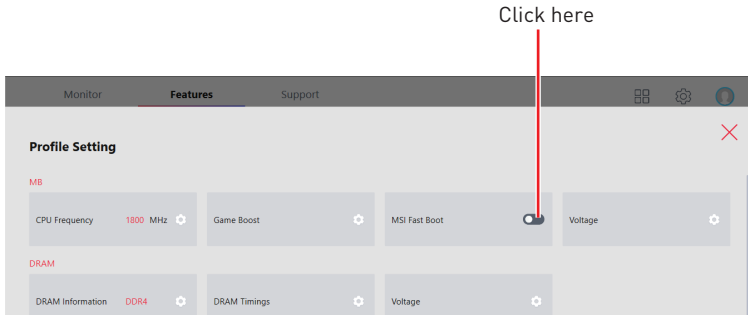 Click here
Monitor Features Support
Profile Setting
MB
CPU Frequency 1800 MHz Game Boost MSI Fast Boot Voltage
DRAM
DRAM Information DDR4 DRAM Timings Voltage